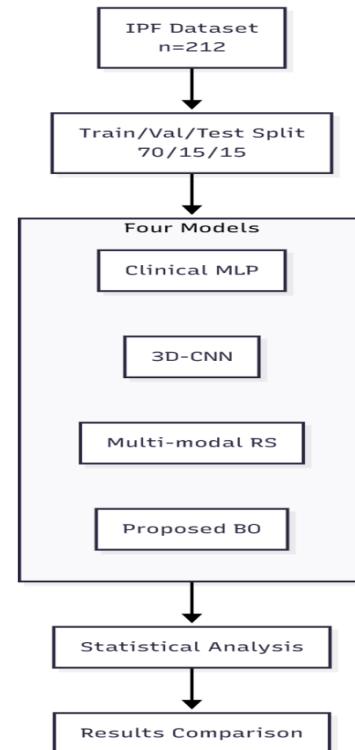 IPF Dataset
n=212
Train/Val/Test Split
70/15/15
Four Models
Clinical MLP
3D-CNN
Multi-modal RS
Proposed BO
Statistical Analysis
Results Comparison